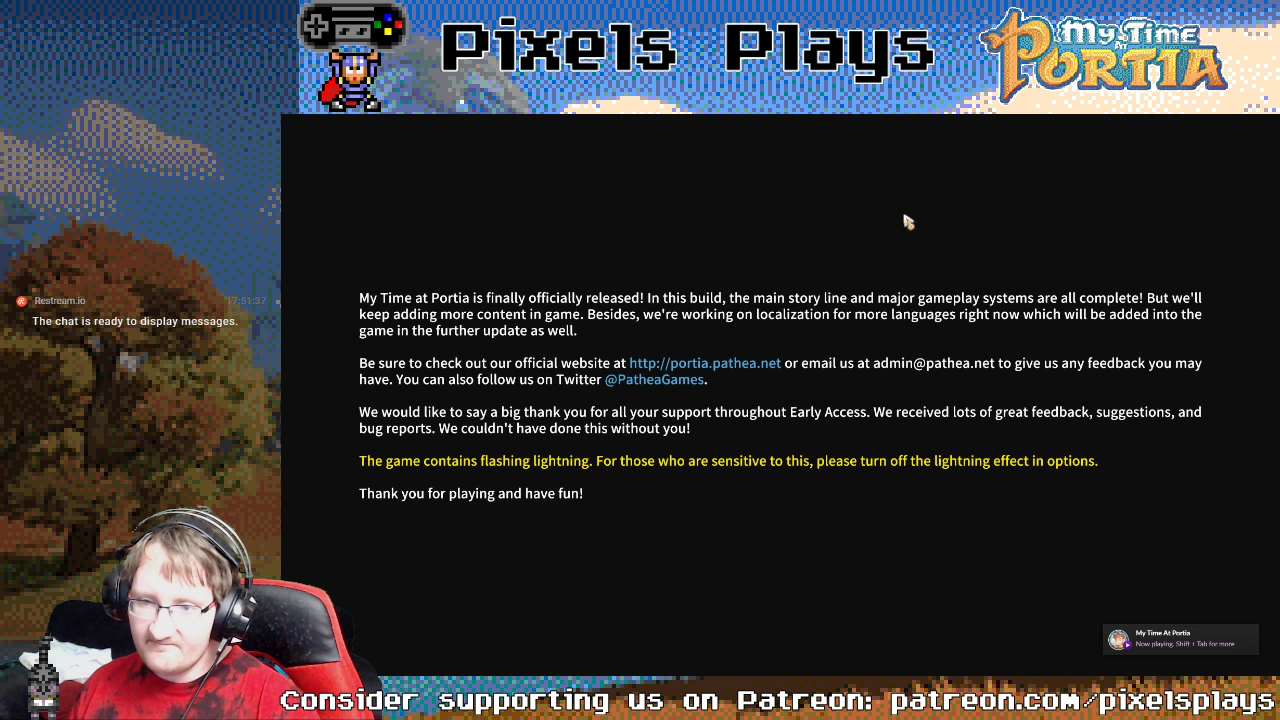 Pixels Plays
My Time
AT
PORTIA
Restream.io 17:51:37
The chat is ready to display messages.
My Time at Portia is finally officially released! In this build, the main story line and major gameplay systems are all complete! But we'll
keep adding more content in game. Besides, we're working on localization for more languages right now which will be added into the
game in the further update as well.
Be sure to check out our official website at http://portia.pathea.net or email us at admin@pathea.net to give us any feedback you may
have. You can also follow us on Twitter @PatheaGames.
We would like to say a big thank you for all your support throughout Early Access. We received lots of great feedback, suggestions, and
bug reports. We couldn't have done this without you!
The game contains flashing lightning. For those who are sensitive to this, please turn off the lightning effect in options.
Thank you for playing and have fun!
My Time At Portia
Now playing. Shift + Tab for more
Consider supporting us on Patreon: patreon.com/pixelsplays